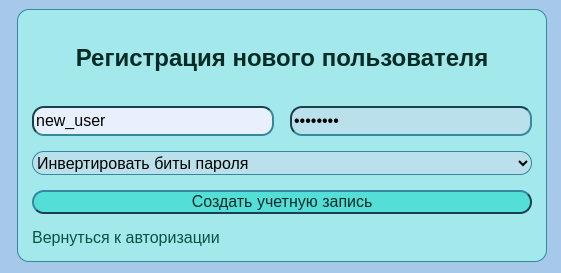 Регистрация нового пользователя
new_user ••••••••
Инвертировать биты пароля
Создать учетную запись
Вернуться к авторизации